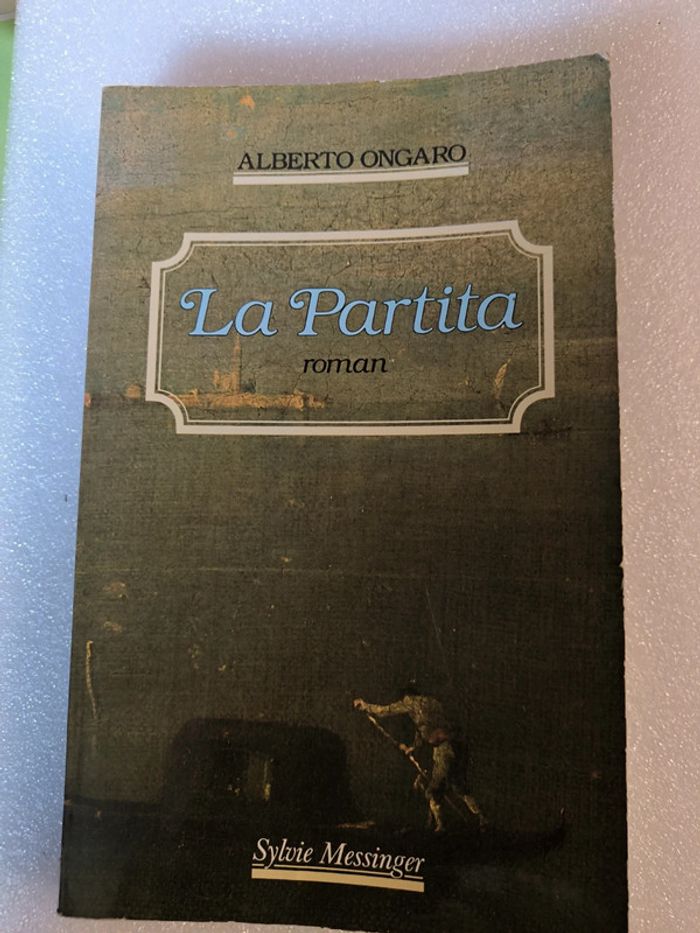 ALBERTO ONGARO
La Partita
roman
Sylvie Messinger